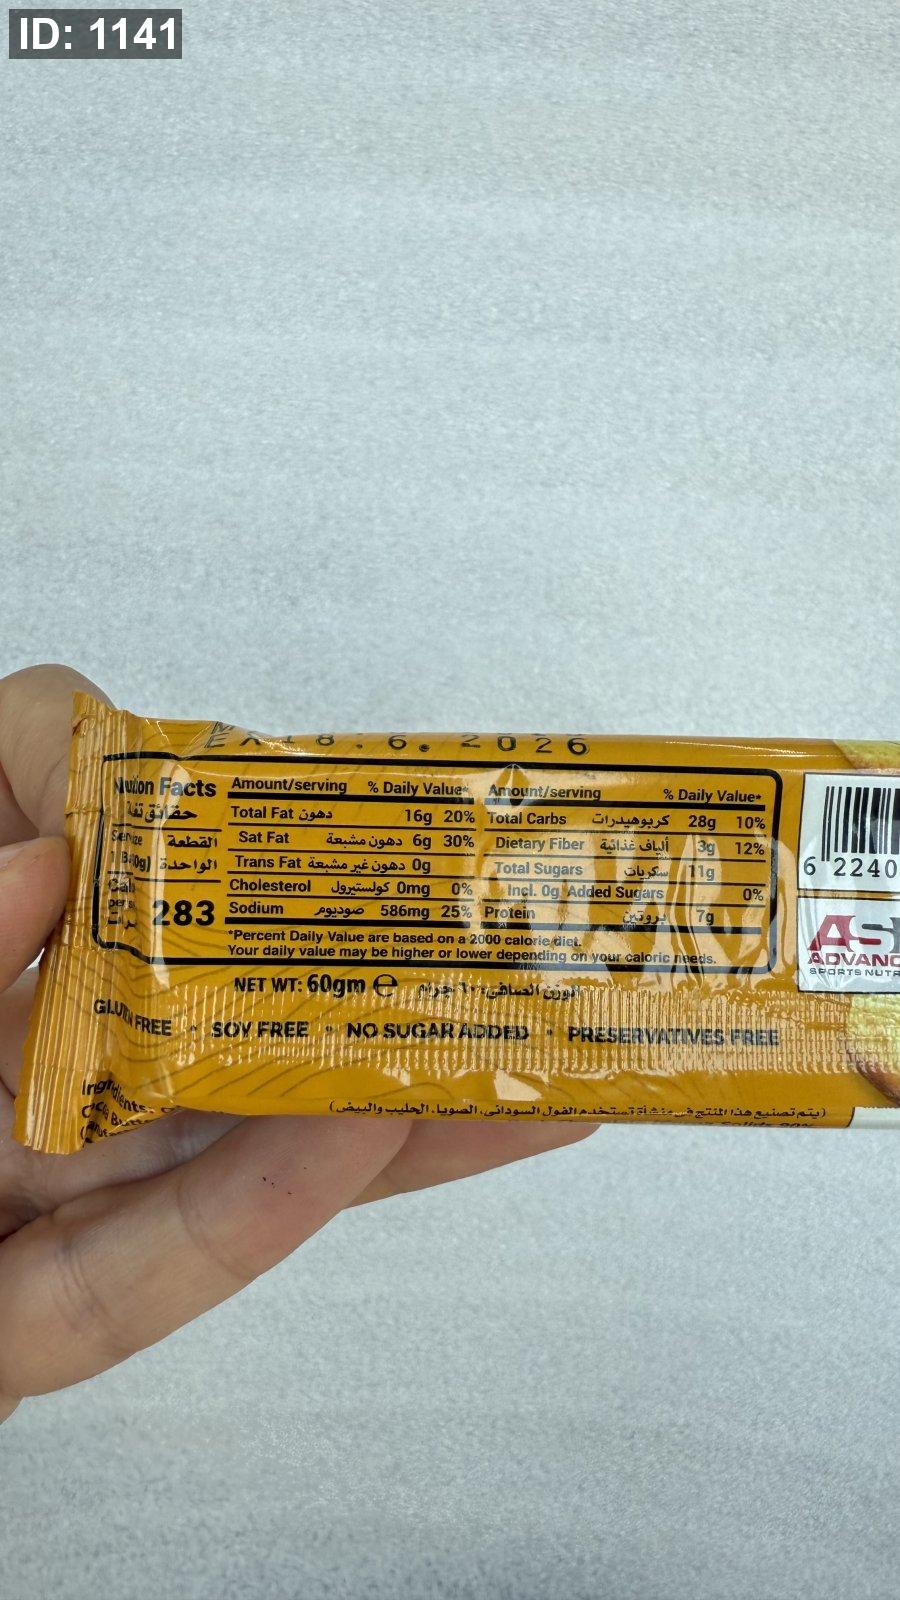 ID: 1141
EX 18.6.2026
Nutrition Facts
حقائق
القطعة
الواحدة
283
Amount/serving % Daily Value*
Total Fat دهون 16g 20%
Sat Fat دهون مشبعة 6g 30%
Trans Fat دهون غير مشبعة 0g
Cholesterol كولستيرول 0mg 0%
Sodium صوديوم 586mg 25%
Amount/serving % Daily Value*
Total Carbs كربوهيدرات 28g 10%
Dietary Fiber ألياف غذائية 3g 12%
Total Sugars سكريات 11g
Incl. 0g Added Sugars 0%
Protein بروتين 7g
*Percent Daily Value are based on a 2000 calorie diet.
Your daily value may be higher or lower depending on your caloric needs.
NET WT: 60gm e الوزن الصافي: ٦٠ جرام
GLUTEN FREE • SOY FREE • NO SUGAR ADDED • PRESERVATIVES FREE
(يتم تصنيع هذا المنتج في منشأة تستخدم الفول السوداني، الصويا، الحليب والبيض)
6 2240
ADVANC
SPORTS NUTR